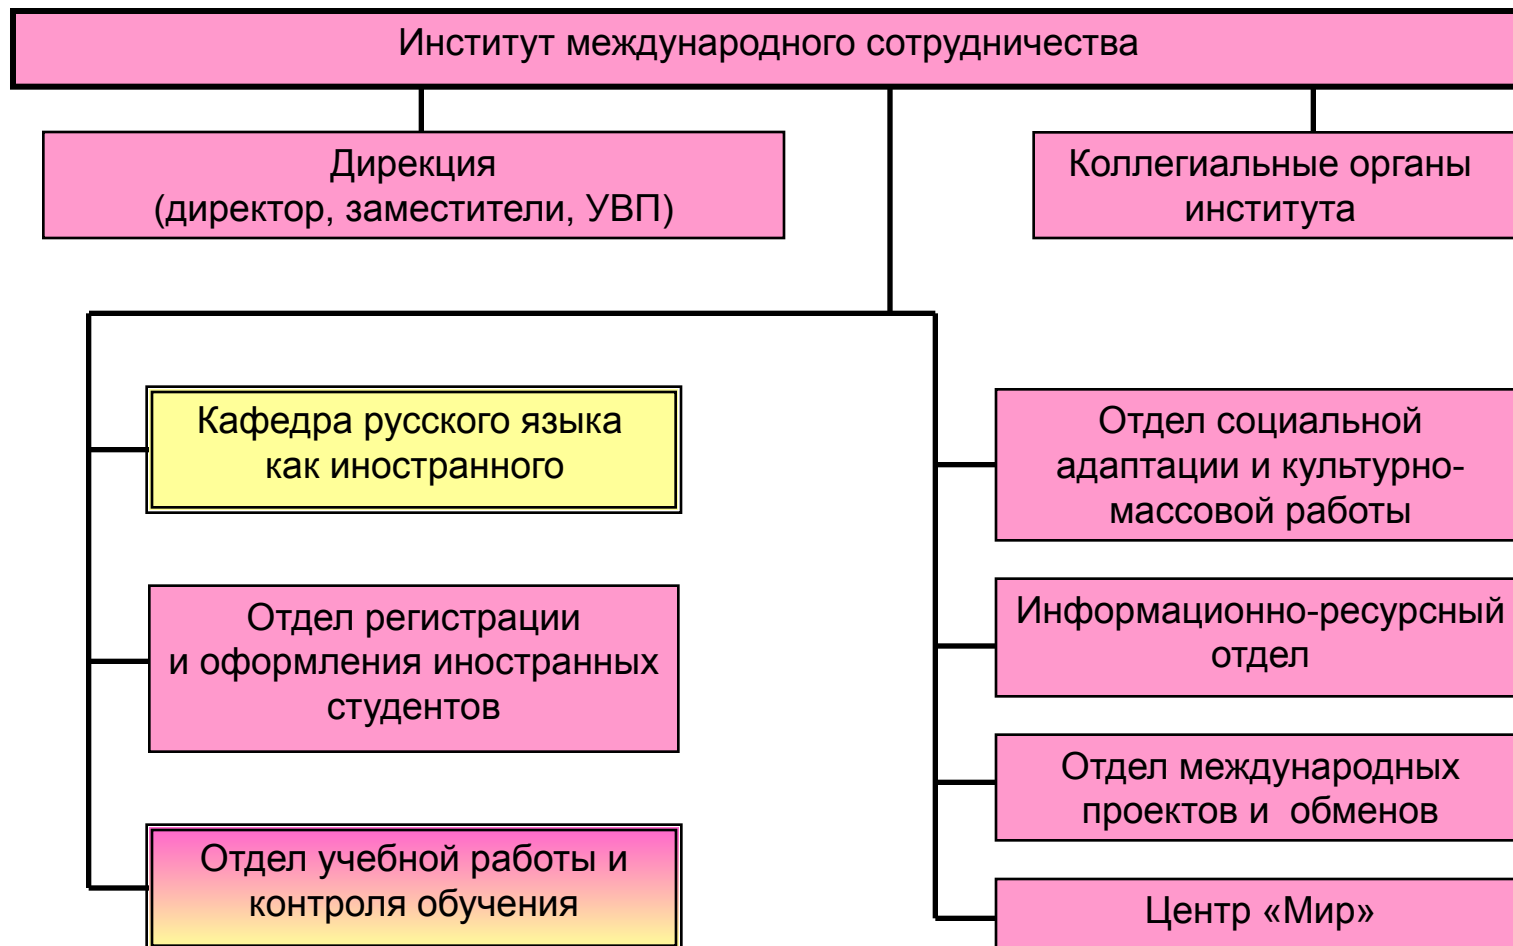 Институт международного сотрудничества
Дирекция
(директор, заместители, УВП)
Коллегиальные органы
института
Кафедра русского языка
как иностранного
Отдел регистрации
и оформления иностранных
студентов
Отдел учебной работы и
контроля обучения
Отдел социальной
адаптации и культурно-
массовой работы
Информационно-ресурсный
отдел
Отдел международных
проектов и обменов
Центр «Мир»